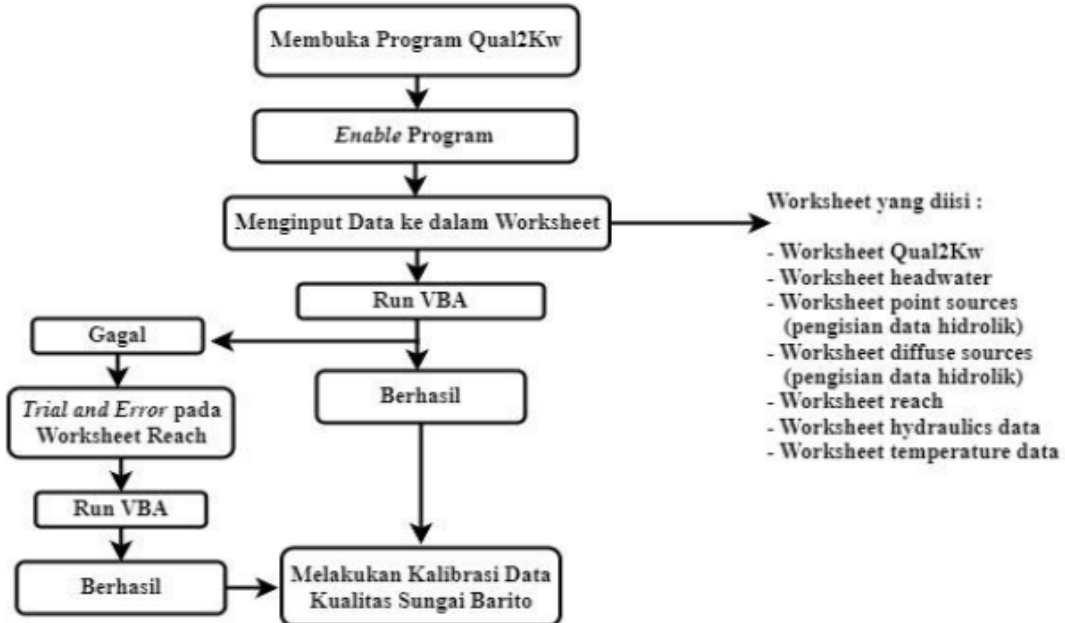 Membuka Program Qual2Kw
Enable Program
Menginput Data ke dalam Worksheet
Worksheet yang diisi :
- Worksheet Qual2Kw
- Worksheet headwater
- Worksheet point sources
(pengisian data hidrolik)
- Worksheet diffuse sources
(pengisian data hidrolik)
- Worksheet reach
- Worksheet hydraulics data
- Worksheet temperature data
Run VBA
Gagal
Trial and Error pada
Worksheet Reach
Run VBA
Berhasil
Berhasil
Melakukan Kalibrasi Data
Kualitas Sungai Barito